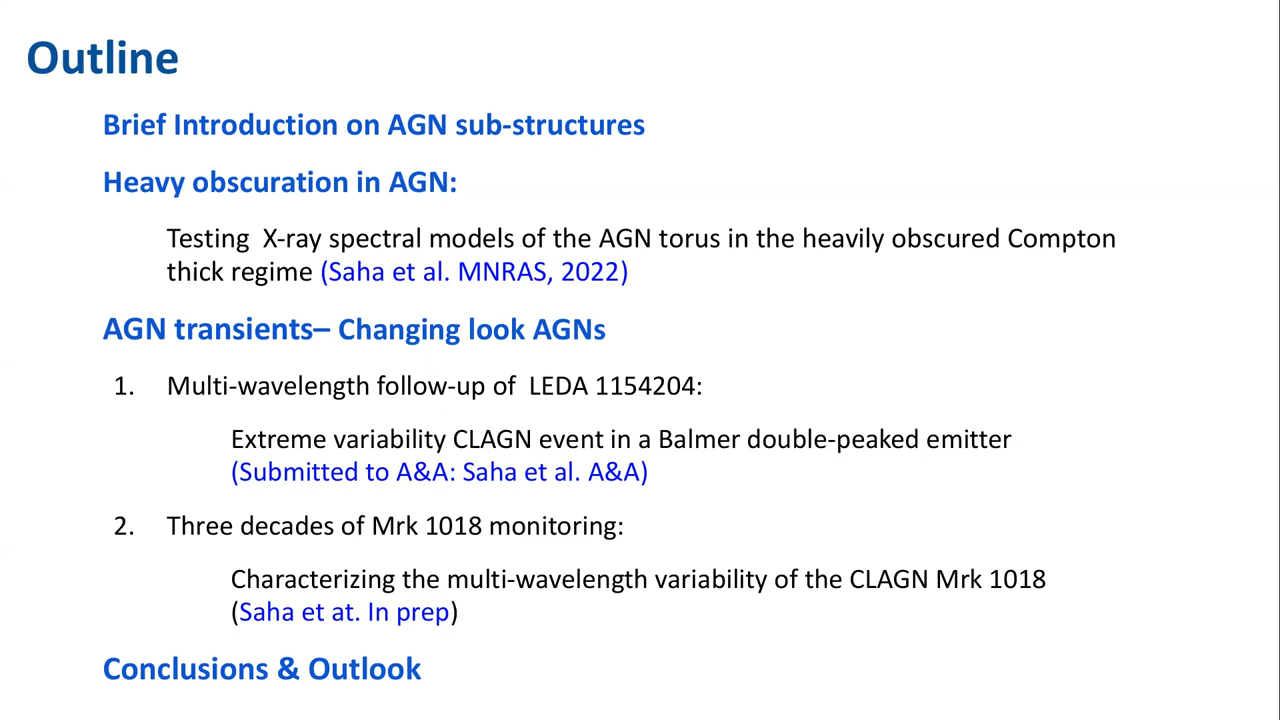 Outline
Brief Introduction on AGN sub-structures
Heavy obscuration in AGN:
Testing X-ray spectral models of the AGN torus in the heavily obscured Compton
thick regime (Saha et al. MNRAS, 2022)
AGN transients– Changing look AGNs
1. Multi-wavelength follow-up of LEDA 1154204:
Extreme variability CLAGN event in a Balmer double-peaked emitter
(Submitted to A&A: Saha et al. A&A)
2. Three decades of Mrk 1018 monitoring:
Characterizing the multi-wavelength variability of the CLAGN Mrk 1018
(Saha et at. In prep)
Conclusions & Outlook